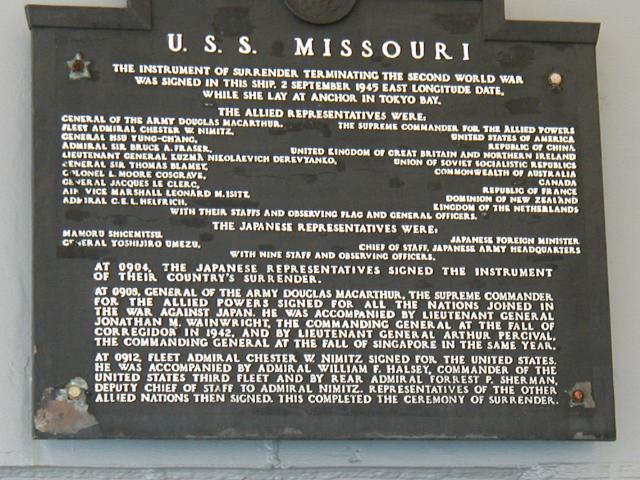 U. S. S. MISSOURI
THE INSTRUMENT OF SURRENDER TERMINATING THE SECOND WORLD WAR
WAS SIGNED IN THIS SHIP, 2 SEPTEMBER 1945 EAST LONGITUDE DATE,
WHILE SHE LAY AT ANCHOR IN TOKYO BAY.
THE ALLIED REPRESENTATIVES WERE:
GENERAL OF THE ARMY DOUGLAS MACARTHUR, THE SUPREME COMMANDER FOR THE ALLIED POWERS
FLEET ADMIRAL CHESTER W. NIMITZ, UNITED STATES OF AMERICA
GENERAL HSU YUNG-CHANG, REPUBLIC OF CHINA
ADMIRAL SIR BRUCE A. FRASER, UNITED KINGDOM OF GREAT BRITAIN AND NORTHERN IRELAND
LIEUTENANT GENERAL KUZMA NIKOLAEVICH DEREVYANKO, UNION OF SOVIET SOCIALISTIC REPUBLICS
GENERAL SIR THOMAS BLAMEY, COMMONWEALTH OF AUSTRALIA
COLONEL L. MOORE COSGRAVE, CANADA
GENERAL JACQUES LE CLERC, REPUBLIC OF FRANCE
AIR VICE MARSHALL LEONARD M. ISITZ, DOMINION OF NEW ZEALAND
ADMIRAL C.E.L. HELFRICH, KINGDOM OF THE NETHERLANDS
WITH THEIR STAFFS AND OBSERVING FLAG AND GENERAL OFFICERS.
THE JAPANESE REPRESENTATIVES WERE:
MAMORU SHIGEMITSU, JAPANESE FOREIGN MINISTER
GENERAL YOSHIJIRO UMEZU, CHIEF OF STAFF, JAPANESE ARMY HEADQUARTERS
WITH NINE STAFF AND OBSERVING OFFICERS.
AT 0904, THE JAPANESE REPRESENTATIVES SIGNED THE INSTRUMENT
OF THEIR COUNTRY'S SURRENDER.
AT 0908, GENERAL OF THE ARMY DOUGLAS MACARTHUR, THE SUPREME COMMANDER
FOR THE ALLIED POWERS SIGNED FOR ALL THE NATIONS JOINED IN
THE WAR AGAINST JAPAN. HE WAS ACCOMPANIED BY LIEUTENANT GENERAL
JONATHAN M. WAINWRIGHT, THE COMMANDING GENERAL AT THE FALL OF
CORREGIDOR IN 1942, AND BY LIEUTENANT GENERAL ARTHUR PERCIVAL,
THE COMMANDING GENERAL AT THE FALL OF SINGAPORE IN THE SAME YEAR.
AT 0912, FLEET ADMIRAL CHESTER W. NIMITZ SIGNED FOR THE UNITED STATES.
HE WAS ACCOMPANIED BY ADMIRAL WILLIAM F. HALSEY, COMMANDER OF THE
UNITED STATES THIRD FLEET AND BY REAR ADMIRAL FORREST P. SHERMAN,
DEPUTY CHIEF OF STAFF TO ADMIRAL NIMITZ. REPRESENTATIVES OF THE OTHER
ALLIED NATIONS THEN SIGNED. THIS COMPLETED THE CEREMONY OF SURRENDER.